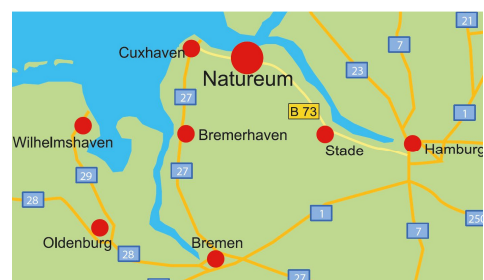 21
7
Cuxhaven
23
Natureum
27
B 73
1
Wilhelmshaven
Bremerhaven
Stade
Hamburg
27
29
28
1
250
Oldenburg
Bremen
7
28
27